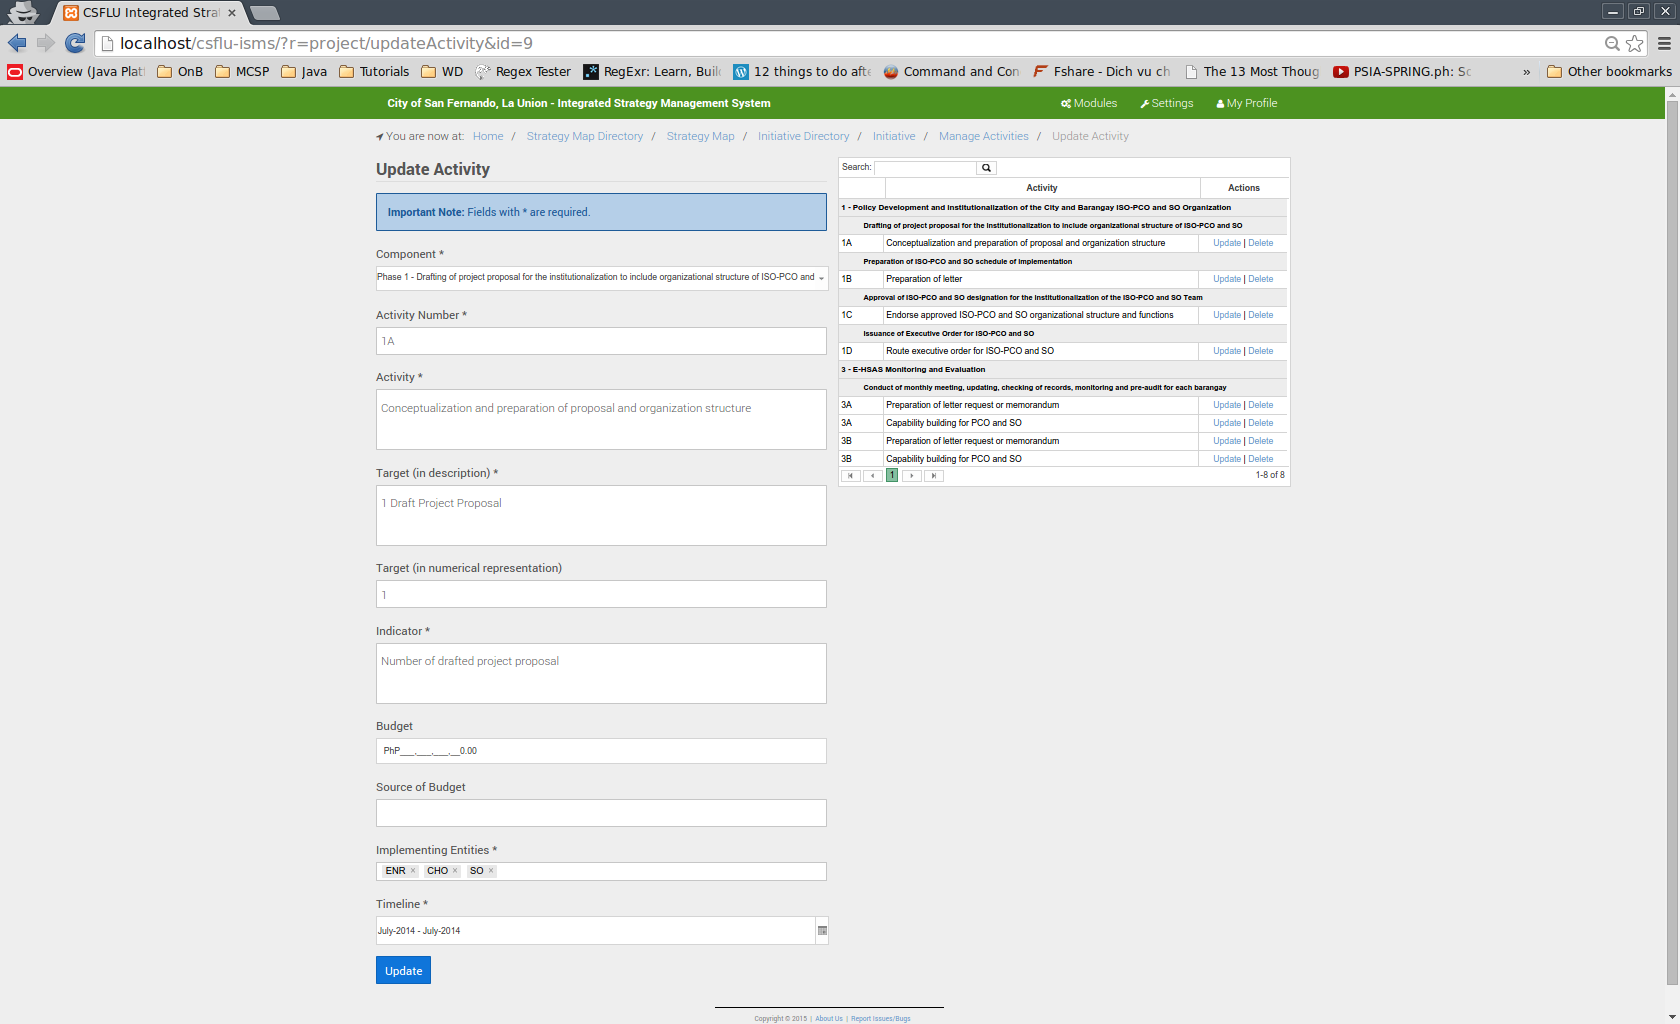 CSFLU Integrated Stra
localhost/csflu-isms/?r=project/updateActivity&id=9
Overview (Java Plat
OnB
MCSP
Java
Tutorials
WD
Regex Tester
RegExr: Learn, Buil
12 things to do afte
Command and Con
Fshare - Dich vu ch
The 13 Most Thoug
PSIA-SPRING.ph: Sc
»
Other bookmarks
City of San Fernando, La Union - Integrated Strategy Management System
Modules
Settings
My Profile
You are now at: Home / Strategy Map Directory / Strategy Map / Initiative Directory / Initiative / Manage Activities / Update Activity
Update Activity
Important Note: Fields with * are required.
Component *
Phase 1 - Drafting of project proposal for the institutionalization to include organizational structure of ISO-PCO and
Activity Number *
1A
Activity *
Conceptualization and preparation of proposal and organization structure
Target (in description) *
1 Draft Project Proposal
Target (in numerical representation)
1
Indicator *
Number of drafted project proposal
Budget
PhP___,___,___,__0.00
Source of Budget
Implementing Entities *
ENR × CHO × SO ×
Timeline *
July-2014 - July-2014
Update
Search:
Activity Actions
1 - Policy Development and Institutionalization of the City and Barangay ISO-PCO and SO Organization
Drafting of project proposal for the institutionalization to include organizational structure of ISO-PCO and SO
1A Conceptualization and preparation of proposal and organization structure Update | Delete
Preparation of ISO-PCO and SO schedule of implementation
1B Preparation of letter Update | Delete
Approval of ISO-PCO and SO designation for the institutionalization of the ISO-PCO and SO Team
1C Endorse approved ISO-PCO and SO organizational structure and functions Update | Delete
Issuance of Executive Order for ISO-PCO and SO
1D Route executive order for ISO-PCO and SO Update | Delete
3 - E-HSAS Monitoring and Evaluation
Conduct of monthly meeting, updating, checking of records, monitoring and pre-audit for each barangay
3A Preparation of letter request or memorandum Update | Delete
3A Capability building for PCO and SO Update | Delete
3B Preparation of letter request or memorandum Update | Delete
3B Capability building for PCO and SO Update | Delete
1
1-8 of 8
Copyright © 2015 | About Us | Report Issues/Bugs